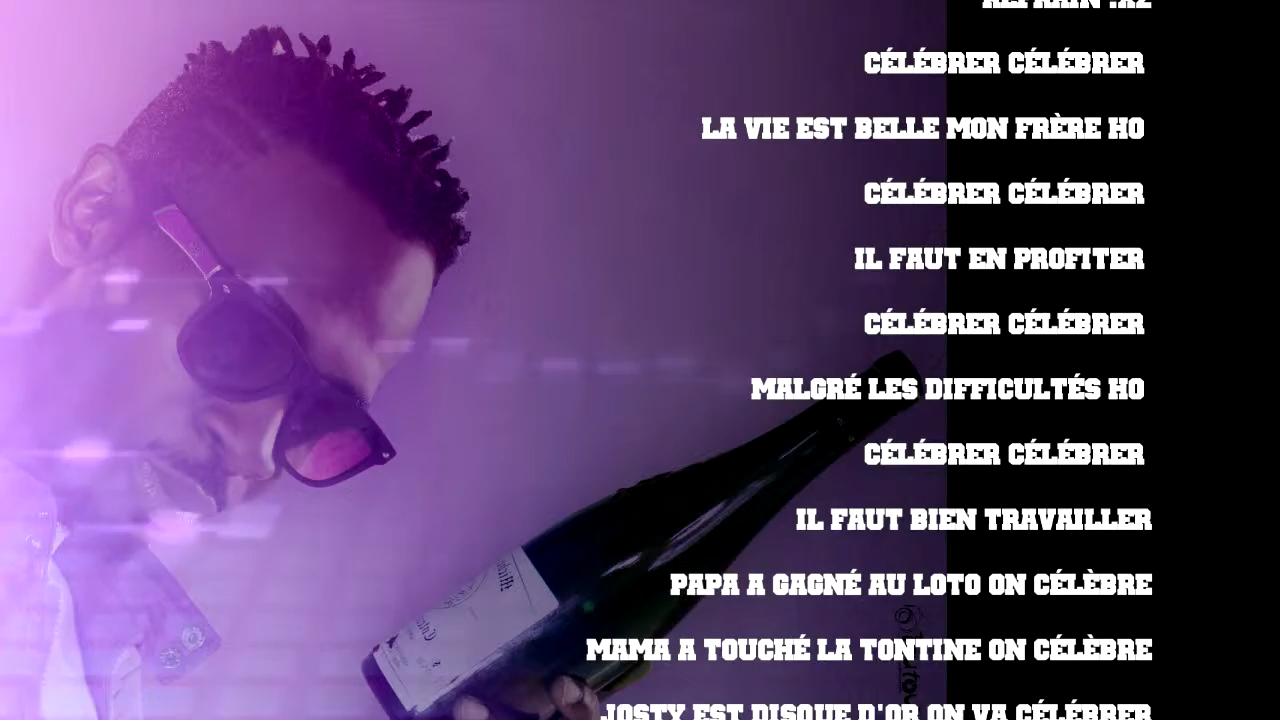 REFRAIN :X2
CÉLÉBRER CÉLÉBRER
LA VIE EST BELLE MON FRÈRE HO
CÉLÉBRER CÉLÉBRER
IL FAUT EN PROFITER
CÉLÉBRER CÉLÉBRER
MALGRÉ LES DIFFICULTÉS HO
CÉLÉBRER CÉLÉBRER
IL FAUT BIEN TRAVAILLER
PAPA A GAGNÉ AU LOTO ON CÉLÈBRE
MAMA A TOUCHÉ LA TONTINE ON CÉLÈBRE
JOSTY EST DISQUE D'OR ON VA CÉLÉBRER